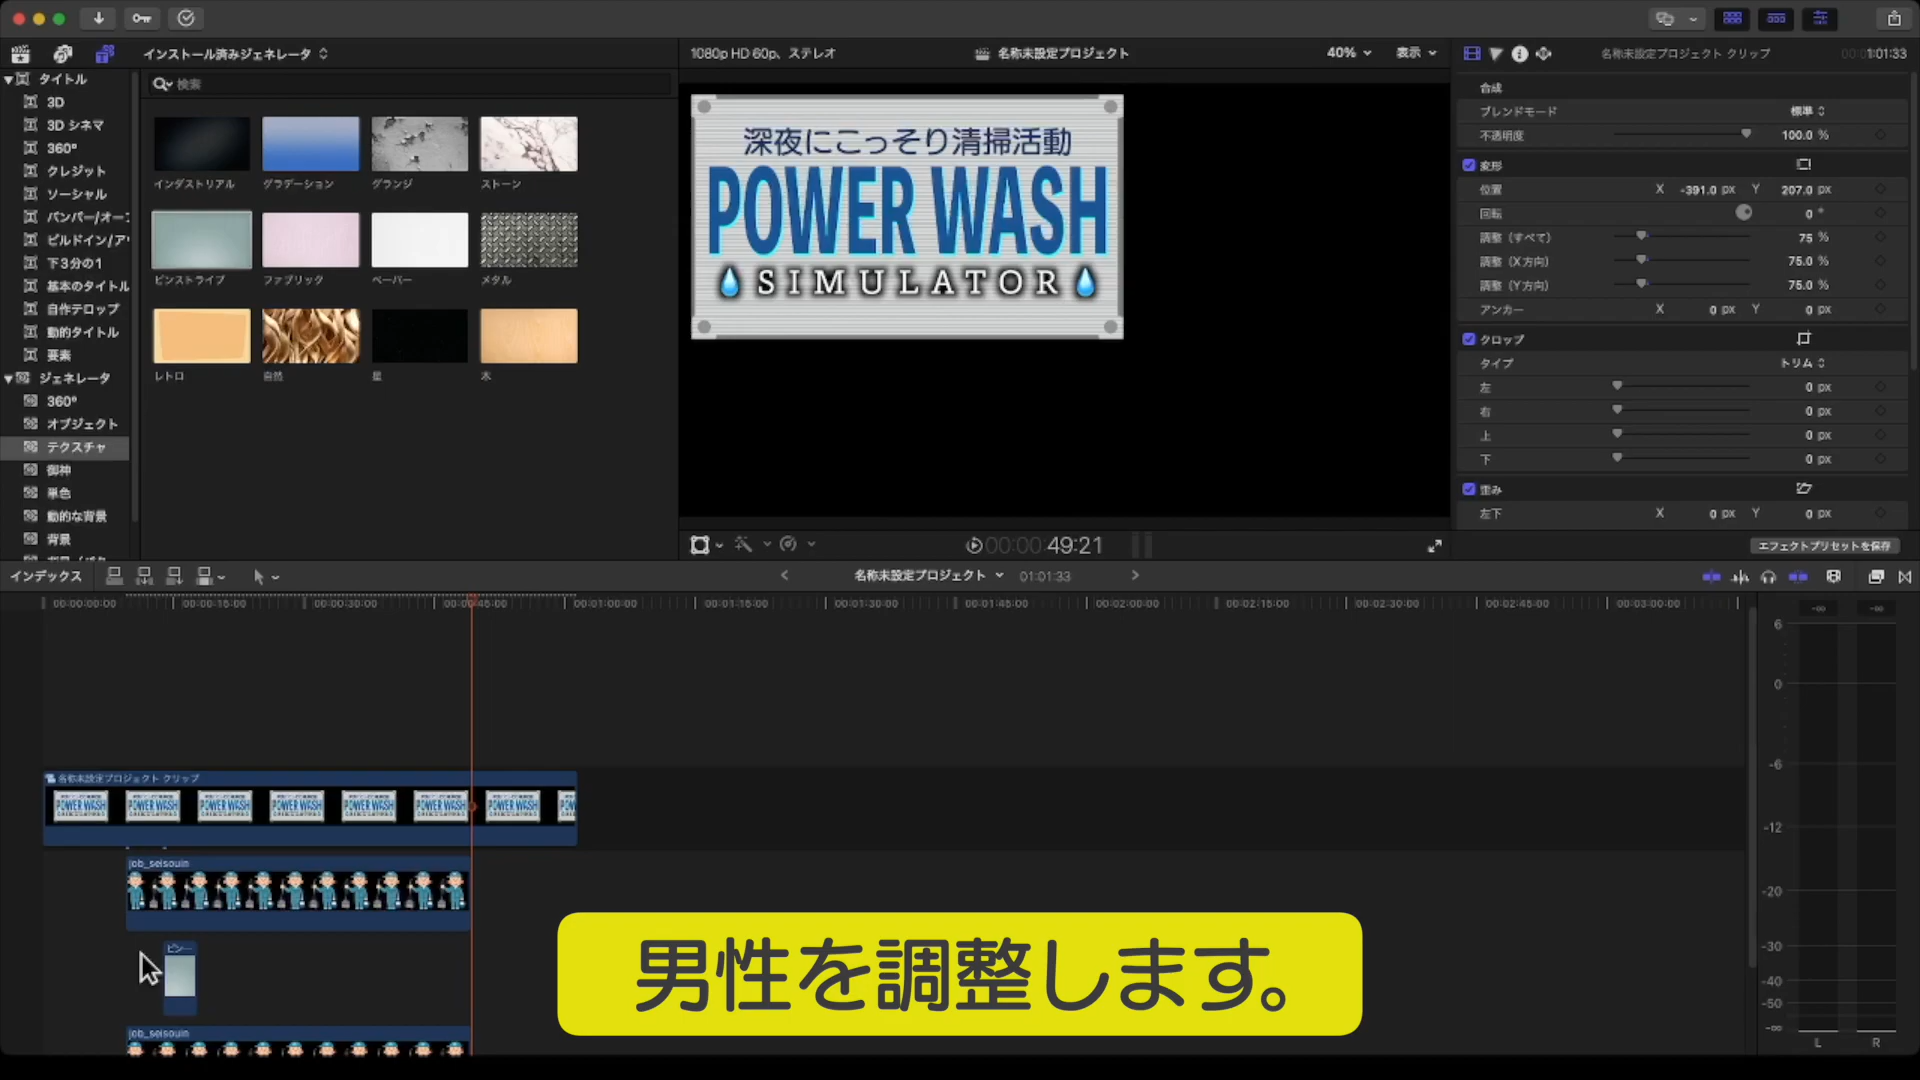 インストール済みジェネレータ
1080p HD 60p、ステレオ
名称未設定プロジェクト
40%
表示
名称未設定プロジェクト クリップ
00:01:01:33
タイトル
3D
3D シネマ
360°
クレジット
ソーシャル
バンパー/オープ
ビルドイン/ア
下3分の1
基本のタイトル
自作テロップ
動的タイトル
要素
ジェネレータ
360°
オブジェクト
テクスチャ
御神
単色
動的な背景
背景
検索
インダストリアル
グラデーション
グランジ
ストーン
ピンストライプ
ファブリック
ペーパー
メタル
レトロ
自然
星
木
深夜にこっそり清掃活動
POWER WASH
SIMULATOR
合成
ブレンドモード 標準
不透明度 100.0 %
変形
位置 X -391.0 px Y 207.0 px
回転 0 °
調整（すべて） 75 %
調整（X方向） 75.0 %
調整（Y方向） 75.0 %
アンカー X 0 px Y 0 px
クロップ
タイプ トリム
左 0 px
右 0 px
上 0 px
下 0 px
歪み
左下 X 0 px Y 0 px
エフェクトプリセットを保存
00:00:49:21
インデックス
名称未設定プロジェクト
01:01:33
00:00:00:00
00:00:15:00
00:00:30:00
00:00:45:00
00:01:00:00
00:01:15:00
00:01:30:00
00:01:45:00
00:02:00:00
00:02:15:00
00:02:30:00
00:02:45:00
00:03:00:00
名称未設定プロジェクト クリップ
POWER WASH
POWER WASH
POWER WASH
POWER WASH
POWER WASH
POWER WASH
POWER WASH
job_seisouin
ピン
job_seisouin
男性を調整します。
-∞ -∞
6
0
-6
-12
-20
-30
-40
-50
-∞
L R